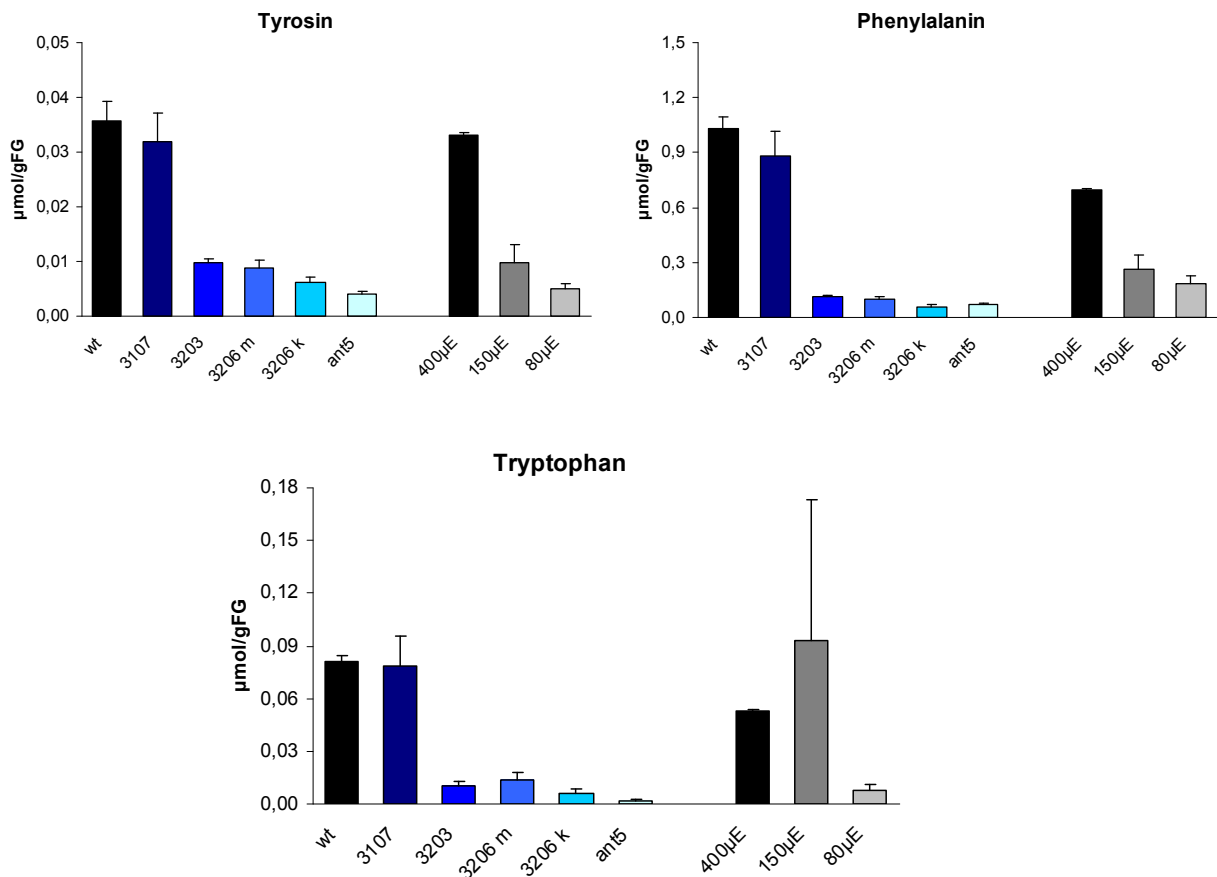 Tyrosin
0,05
0,04
0,03
0,02
0,01
0,00
µmol/gFG
wt
3107
3203
3206 m
3206 k
ant5
400µE
150µE
80µE
Phenylalanin
1,5
1,2
0,9
0,6
0,3
0,0
µmol/gFG
wt
3107
3203
3206 m
3206 k
ant5
400µE
150µE
80µE
Tryptophan
0,18
0,15
0,12
0,09
0,06
0,03
0,00
µmol/gFG
wt
3107
3203
3206 m
3206 k
ant5
400µE
150µE
80µE